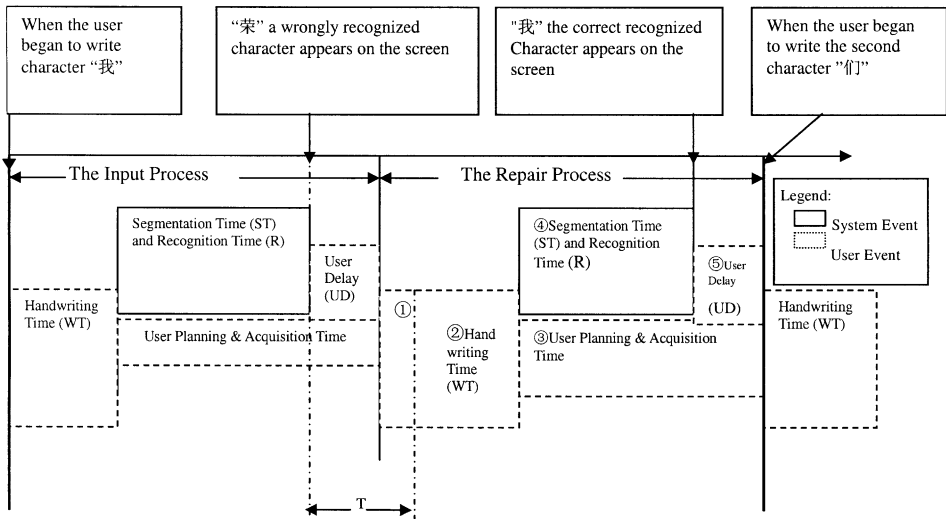 When the user
began to write
character “我”
“荣” a wrongly recognized
character appears on the screen
"我” the correct recognized
Character appears on the
screen
When the user began
to write the second
character ”们”
The Input Process
The Repair Process
Legend:
System Event
User Event
Segmentation Time (ST)
and Recognition Time (R)
User
Delay
(UD)
Handwriting
Time (WT)
User Planning & Acquisition Time
①
②Hand
writing
Time
(WT)
④Segmentation Time
(ST) and Recognition
Time (R)
③User Planning & Acquisition
Time
⑤User
Delay
(UD)
Handwriting
Time (WT)
T